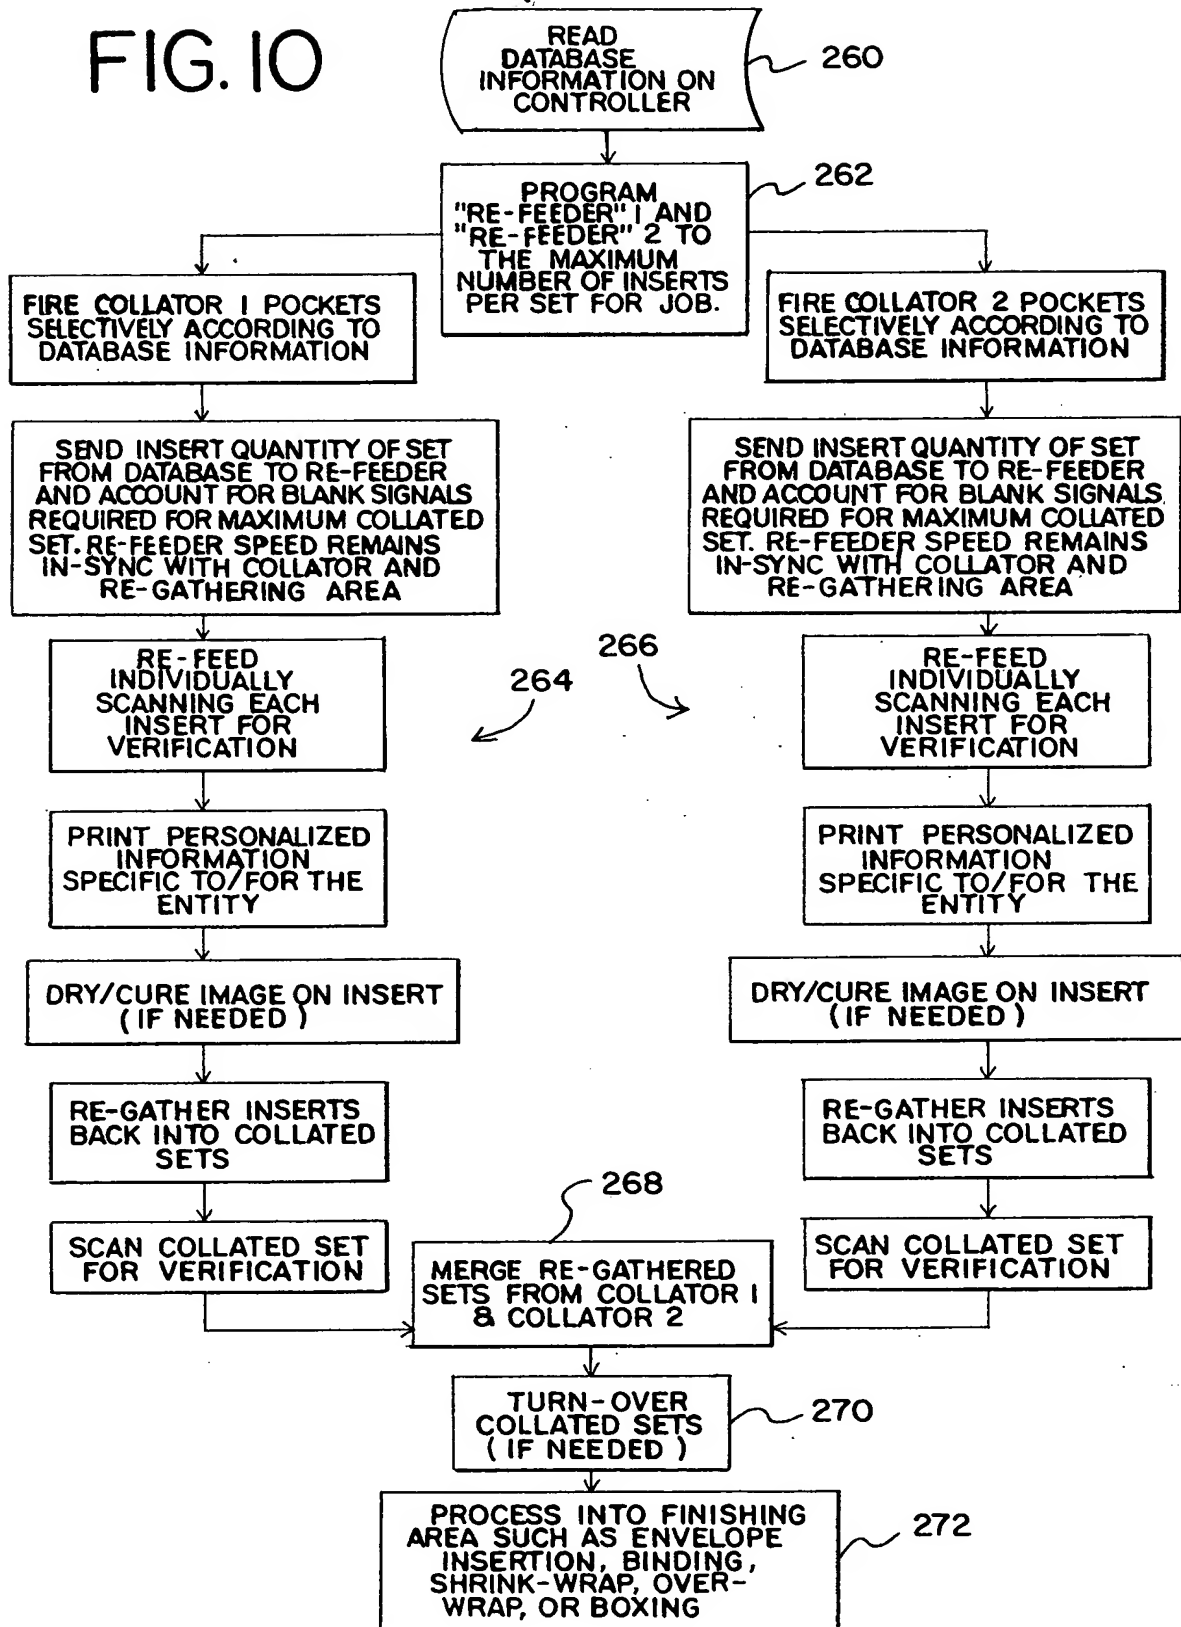 FIG. 10
READ
DATABASE
INFORMATION ON
CONTROLLER
260
PROGRAM
"RE-FEEDER" 1 AND
"RE-FEEDER" 2 TO
THE MAXIMUM
NUMBER OF INSERTS
PER SET FOR JOB.
262
FIRE COLLATOR 1 POCKETS
SELECTIVELY ACCORDING TO
DATABASE INFORMATION
SEND INSERT QUANTITY OF SET
FROM DATABASE TO RE-FEEDER
AND ACCOUNT FOR BLANK SIGNALS
REQUIRED FOR MAXIMUM COLLATED
SET. RE-FEEDER SPEED REMAINS
IN-SYNC WITH COLLATOR AND
RE-GATHERING AREA
RE-FEED
INDIVIDUALLY
SCANNING EACH
INSERT FOR
VERIFICATION
264
PRINT PERSONALIZED
INFORMATION
SPECIFIC TO/FOR THE
ENTITY
DRY/CURE IMAGE ON INSERT
(IF NEEDED)
RE-GATHER INSERTS
BACK INTO COLLATED
SETS
SCAN COLLATED SET
FOR VERIFICATION
FIRE COLLATOR 2 POCKETS
SELECTIVELY ACCORDING TO
DATABASE INFORMATION
SEND INSERT QUANTITY OF SET
FROM DATABASE TO RE-FEEDER
AND ACCOUNT FOR BLANK SIGNALS
REQUIRED FOR MAXIMUM COLLATED
SET. RE-FEEDER SPEED REMAINS
IN-SYNC WITH COLLATOR AND
RE-GATHERING AREA
266
RE-FEED
INDIVIDUALLY
SCANNING EACH
INSERT FOR
VERIFICATION
PRINT PERSONALIZED
INFORMATION
SPECIFIC TO/FOR THE
ENTITY
DRY/CURE IMAGE ON INSERT
(IF NEEDED)
RE-GATHER INSERTS
BACK INTO COLLATED
SETS
SCAN COLLATED SET
FOR VERIFICATION
268
MERGE RE-GATHERED
SETS FROM COLLATOR 1
& COLLATOR 2
TURN-OVER
COLLATED SETS
(IF NEEDED)
270
PROCESS INTO FINISHING
AREA SUCH AS ENVELOPE
INSERTION, BINDING,
SHRINK-WRAP, OVER-
WRAP, OR BOXING
272